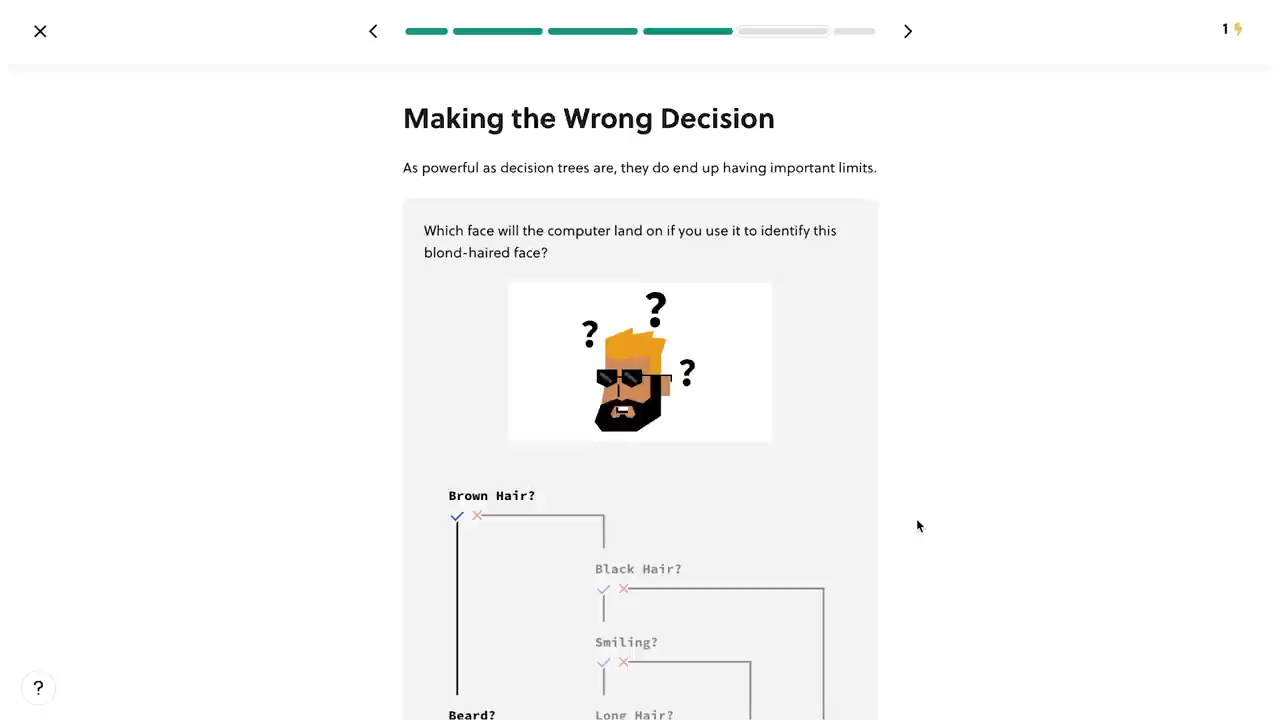 1
Making the Wrong Decision
As powerful as decision trees are, they do end up having important limits.
Which face will the computer land on if you use it to identify this
blond-haired face?
?
?
?
Brown Hair?
Black Hair?
Smiling?
Beard?
Long Hair?
?